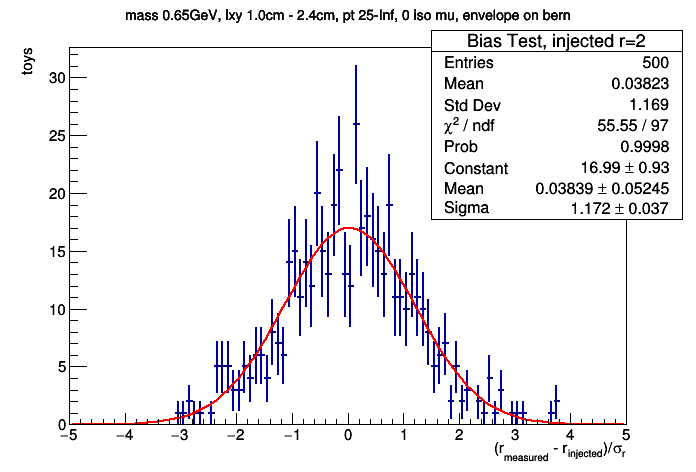 mass 0.65GeV, lxy 1.0cm - 2.4cm, pt 25-Inf, 0 Iso mu, envelope on bern
Bias Test, injected r=2
Entries 500
Mean 0.03823
Std Dev 1.169
χ² / ndf 55.55 / 97
Prob 0.9998
Constant 16.99 ± 0.93
Mean 0.03839 ± 0.05245
Sigma 1.172 ± 0.037
toys
30
25
20
15
10
5
0
−5 −4 −3 −2 −1 0 1 2 3 4 5
(r_measured - r_injected)/σ_r